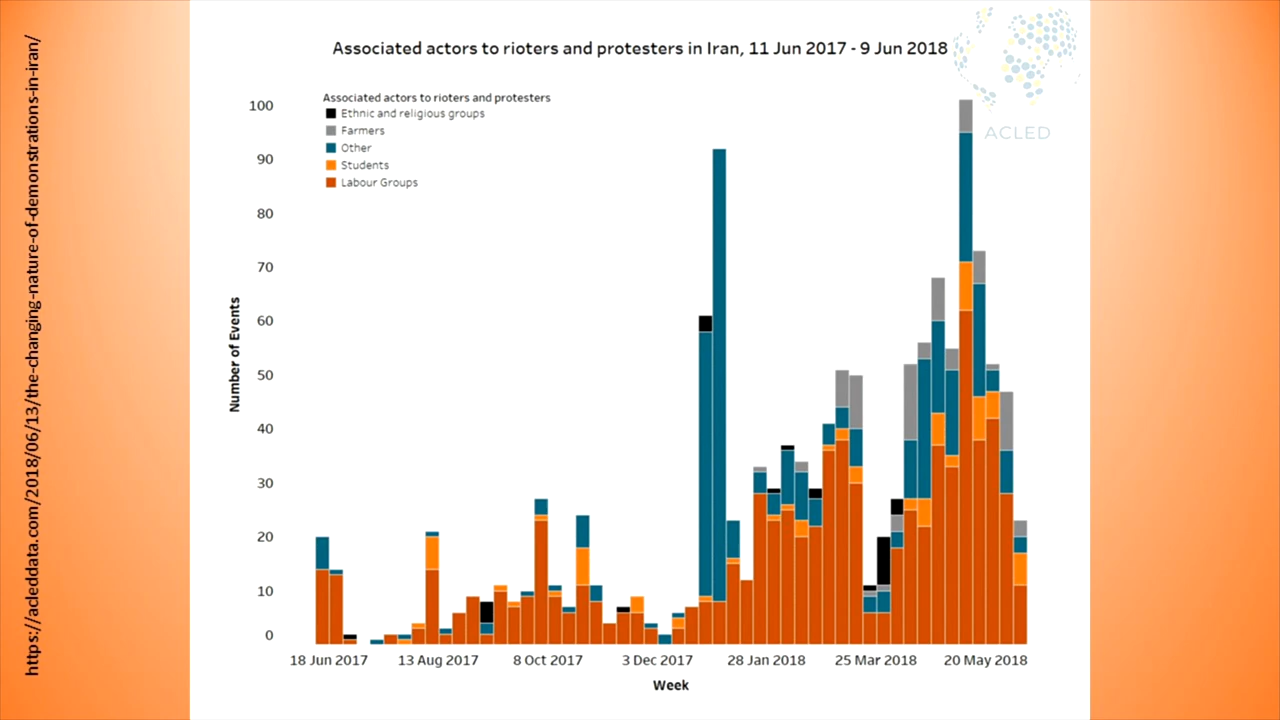 https://acleddata.com/2018/06/13/the-changing-nature-of-demonstrations-in-iran/
Associated actors to rioters and protesters in Iran, 11 Jun 2017 - 9 Jun 2018
ACLED
Associated actors to rioters and protesters
Ethnic and religious groups
Farmers
Other
Students
Labour Groups
Number of Events
100
90
80
70
60
50
40
30
20
10
0
18 Jun 2017 13 Aug 2017 8 Oct 2017 3 Dec 2017 28 Jan 2018 25 Mar 2018 20 May 2018
Week